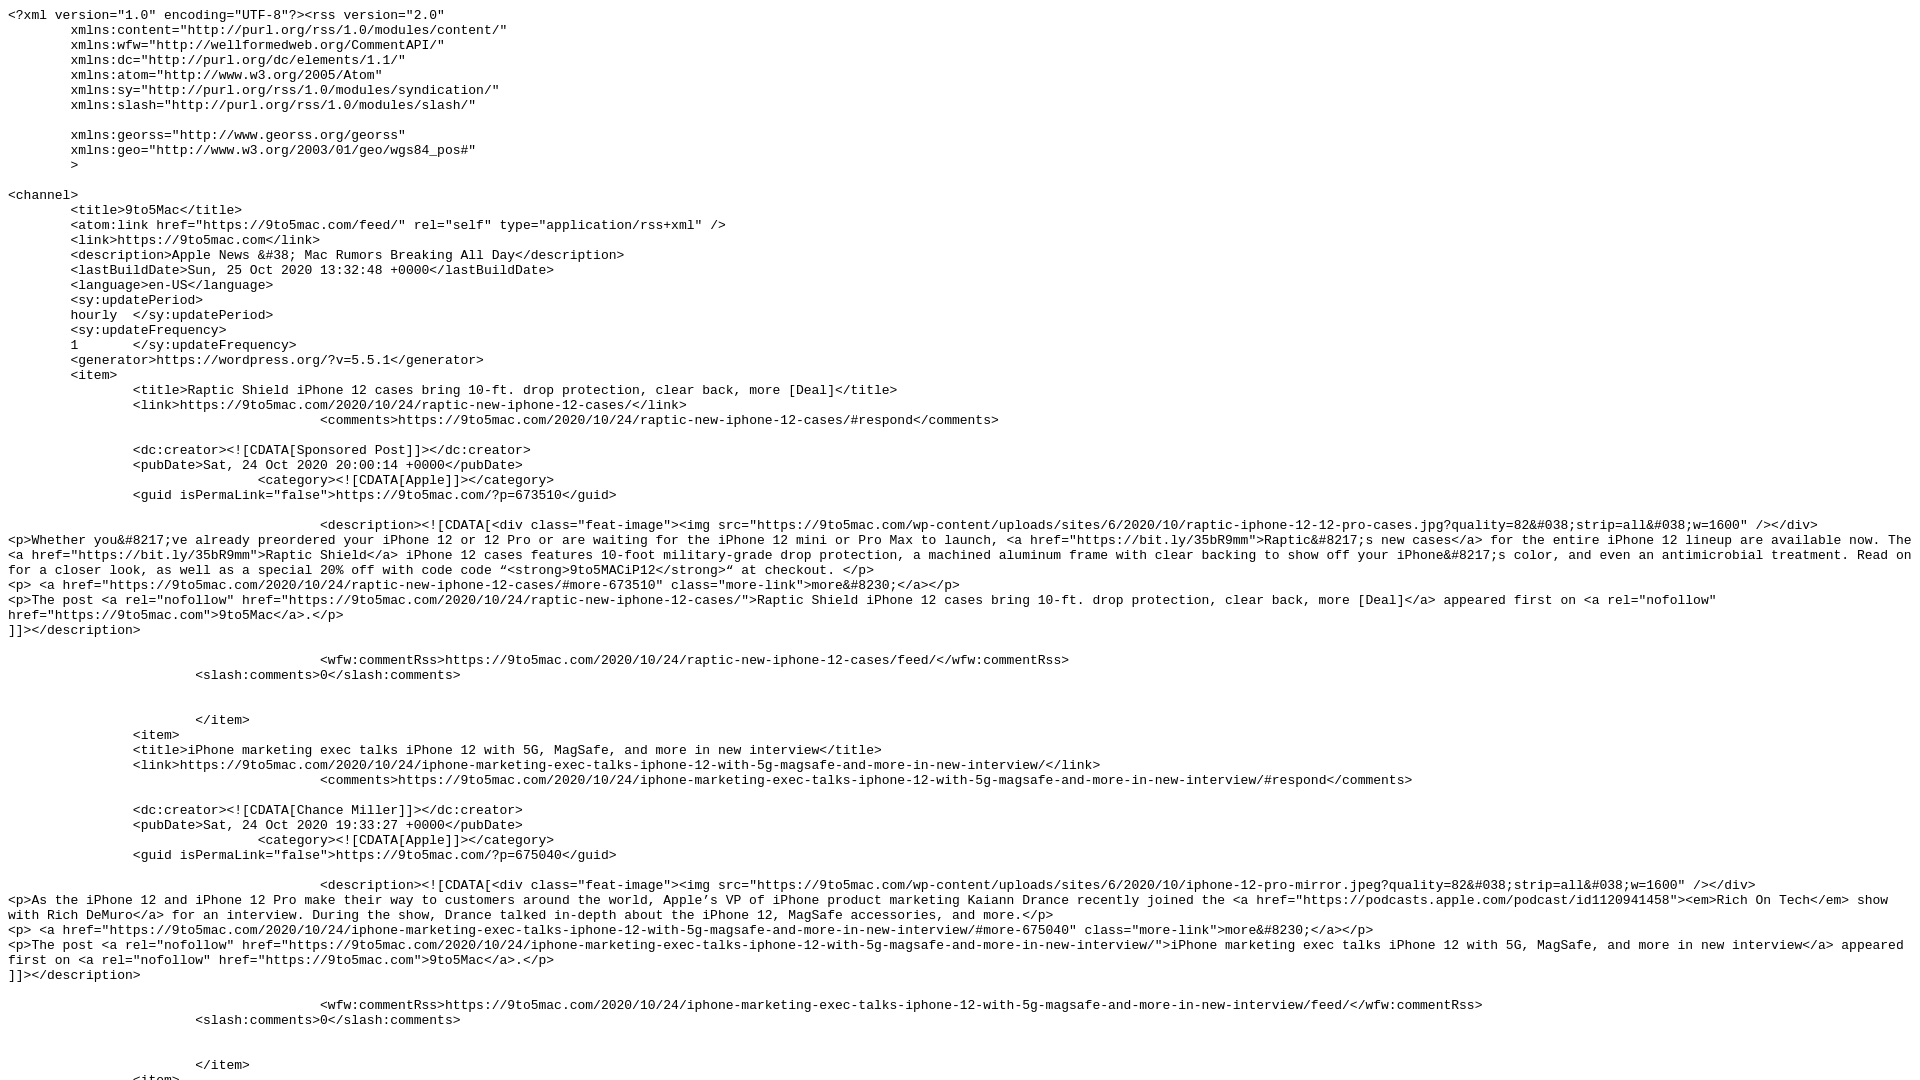 <?xml version="1.0" encoding="UTF-8"?><rss version="2.0"
xmlns:content="http://purl.org/rss/1.0/modules/content/"
xmlns:wfw="http://wellformedweb.org/CommentAPI/"
xmlns:dc="http://purl.org/dc/elements/1.1/"
xmlns:atom="http://www.w3.org/2005/Atom"
xmlns:sy="http://purl.org/rss/1.0/modules/syndication/"
xmlns:slash="http://purl.org/rss/1.0/modules/slash/"
xmlns:georss="http://www.georss.org/georss"
xmlns:geo="http://www.w3.org/2003/01/geo/wgs84_pos#"
>
<channel>
<title>9to5Mac</title>
<atom:link href="https://9to5mac.com/feed/" rel="self" type="application/rss+xml" />
<link>https://9to5mac.com</link>
<description>Apple News &#38; Mac Rumors Breaking All Day</description>
<lastBuildDate>Sun, 25 Oct 2020 13:32:48 +0000</lastBuildDate>
<language>en-US</language>
<sy:updatePeriod>
hourly  </sy:updatePeriod>
<sy:updateFrequency>
1       </sy:updateFrequency>
<generator>https://wordpress.org/?v=5.5.1</generator>
<item>
<title>Raptic Shield iPhone 12 cases bring 10-ft. drop protection, clear back, more [Deal]</title>
<link>https://9to5mac.com/2020/10/24/raptic-new-iphone-12-cases/</link>
<comments>https://9to5mac.com/2020/10/24/raptic-new-iphone-12-cases/#respond</comments>
<dc:creator><![CDATA[Sponsored Post]]></dc:creator>
<pubDate>Sat, 24 Oct 2020 20:00:14 +0000</pubDate>
<category><![CDATA[Apple]]></category>
<guid isPermaLink="false">https://9to5mac.com/?p=673510</guid>
<description><![CDATA[<div class="feat-image"><img src="https://9to5mac.com/wp-content/uploads/sites/6/2020/10/raptic-iphone-12-12-pro-cases.jpg?quality=82&#038;strip=all&#038;w=1600" /></div>
<p>Whether you&#8217;ve already preordered your iPhone 12 or 12 Pro or are waiting for the iPhone 12 mini or Pro Max to launch, <a href="https://bit.ly/35bR9mm">Raptic&#8217;s new cases</a> for the entire iPhone 12 lineup are available now. The
<a href="https://bit.ly/35bR9mm">Raptic Shield</a> iPhone 12 cases features 10-foot military-grade drop protection, a machined aluminum frame with clear backing to show off your iPhone&#8217;s color, and even an antimicrobial treatment. Read on
for a closer look, as well as a special 20% off with code code “<strong>9to5MACiP12</strong>“ at checkout. </p>
<p> <a href="https://9to5mac.com/2020/10/24/raptic-new-iphone-12-cases/#more-673510" class="more-link">more&#8230;</a></p>
<p>The post <a rel="nofollow" href="https://9to5mac.com/2020/10/24/raptic-new-iphone-12-cases/">Raptic Shield iPhone 12 cases bring 10-ft. drop protection, clear back, more [Deal]</a> appeared first on <a rel="nofollow"
href="https://9to5mac.com">9to5Mac</a>.</p>
]]></description>
<wfw:commentRss>https://9to5mac.com/2020/10/24/raptic-new-iphone-12-cases/feed/</wfw:commentRss>
<slash:comments>0</slash:comments>
</item>
<item>
<title>iPhone marketing exec talks iPhone 12 with 5G, MagSafe, and more in new interview</title>
<link>https://9to5mac.com/2020/10/24/iphone-marketing-exec-talks-iphone-12-with-5g-magsafe-and-more-in-new-interview/</link>
<comments>https://9to5mac.com/2020/10/24/iphone-marketing-exec-talks-iphone-12-with-5g-magsafe-and-more-in-new-interview/#respond</comments>
<dc:creator><![CDATA[Chance Miller]]></dc:creator>
<pubDate>Sat, 24 Oct 2020 19:33:27 +0000</pubDate>
<category><![CDATA[Apple]]></category>
<guid isPermaLink="false">https://9to5mac.com/?p=675040</guid>
<description><![CDATA[<div class="feat-image"><img src="https://9to5mac.com/wp-content/uploads/sites/6/2020/10/iphone-12-pro-mirror.jpeg?quality=82&#038;strip=all&#038;w=1600" /></div>
<p>As the iPhone 12 and iPhone 12 Pro make their way to customers around the world, Apple’s VP of iPhone product marketing Kaiann Drance recently joined the <a href="https://podcasts.apple.com/podcast/id1120941458"><em>Rich On Tech</em> show
with Rich DeMuro</a> for an interview. During the show, Drance talked in-depth about the iPhone 12, MagSafe accessories, and more.</p>
<p> <a href="https://9to5mac.com/2020/10/24/iphone-marketing-exec-talks-iphone-12-with-5g-magsafe-and-more-in-new-interview/#more-675040" class="more-link">more&#8230;</a></p>
<p>The post <a rel="nofollow" href="https://9to5mac.com/2020/10/24/iphone-marketing-exec-talks-iphone-12-with-5g-magsafe-and-more-in-new-interview/">iPhone marketing exec talks iPhone 12 with 5G, MagSafe, and more in new interview</a> appeared
first on <a rel="nofollow" href="https://9to5mac.com">9to5Mac</a>.</p>
]]></description>
<wfw:commentRss>https://9to5mac.com/2020/10/24/iphone-marketing-exec-talks-iphone-12-with-5g-magsafe-and-more-in-new-interview/feed/</wfw:commentRss>
<slash:comments>0</slash:comments>
</item>
<item>